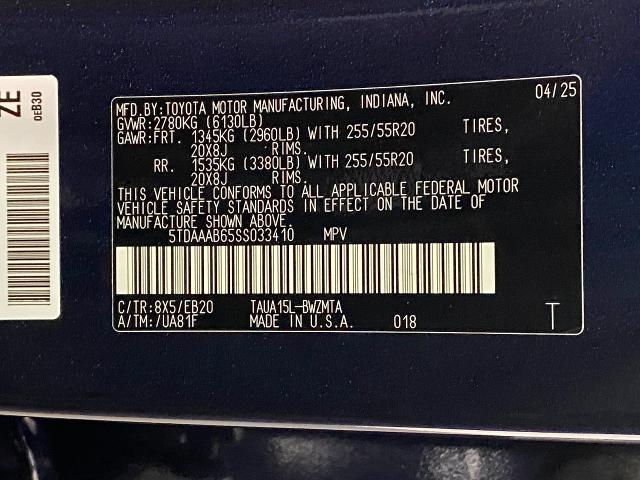 ZE
0EB30
MFD.BY:TOYOTA MOTOR MANUFACTURING, INDIANA, INC. 04/25
GVWR:2780KG (6130LB)
GAWR:FRT. 1345KG (2960LB) WITH 255/55R20 TIRES,
20X8J RIMS.
RR. 1535KG (3380LB) WITH 255/55R20 TIRES,
20X8J RIMS.
THIS VEHICLE CONFORMS TO ALL APPLICABLE FEDERAL MOTOR
VEHICLE SAFETY STANDARDS IN EFFECT ON THE DATE OF
MANUFACTURE SHOWN ABOVE.
5TDAAAB65SS033410 MPV
C/TR:8X5/EB20 TAUA15L-BWZMTA
A/TM:/UA81F MADE IN U.S.A. 018 T